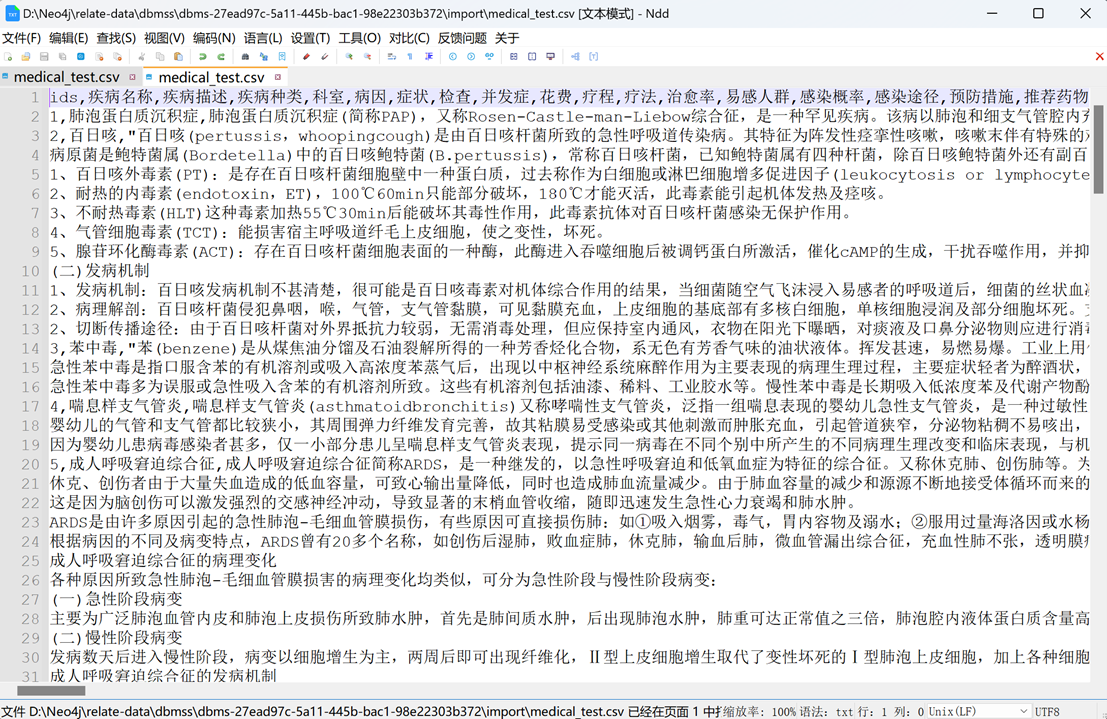 D:\Neo4j\relate-data\dbmss\dbms-27ead97c-5a11-445b-bac1-98e22303b372\import\medical_test.csv [文本模式] - Ndd
文件(F) 编辑(E) 查找(S) 视图(V) 编码(N) 语言(L) 设置(T) 工具(O) 对比(C) 反馈问题 关于
medical_test.csv medical_test.csv
1 ids,疾病名称,疾病描述,疾病种类,科室,病因,症状,检查,并发症,花费,疗程,疗法,治愈率,易感人群,感染概率,感染途径,预防措施,推荐药物
2 1,肺泡蛋白质沉积症,肺泡蛋白质沉积症(简称PAP)，又称Rosen-Castle-man-Liebow综合征，是一种罕见疾病。该病以肺泡和细支气管腔内充
3 2,百日咳,"百日咳(pertussis，whoopingcough)是由百日咳杆菌所致的急性呼吸道传染病。其特征为阵发性痉挛性咳嗽，咳嗽末伴有特殊的
4 病原菌是鲍特菌属(Bordetella)中的百日咳鲍特菌(B.pertussis)，常称百日咳杆菌，已知鲍特菌属有四种杆菌，除百日咳鲍特菌外还有副百
5 1、百日咳外毒素(PT)：是存在百日咳杆菌细胞壁中一种蛋白质，过去称作为白细胞或淋巴细胞增多促进因子(leukocytosis or lymphocyte
6 2、耐热的内毒素(endotoxin，ET)，100℃60min只能部分破坏，180℃才能灭活，此毒素能引起机体发热及痉咳。
7 3、不耐热毒素(HLT)这种毒素加热55℃30min后能破坏其毒性作用，此毒素抗体对百日咳杆菌感染无保护作用。
8 4、气管细胞毒素(TCT)：能损害宿主呼吸道纤毛上皮细胞，使之变性，坏死。
9 5、腺苷环化酶毒素(ACT)：存在百日咳杆菌细胞表面的一种酶，此酶进入吞噬细胞后被调钙蛋白所激活，催化cAMP的生成，干扰吞噬作用，并抑
10 (二)发病机制
11 1、发病机制：百日咳发病机制不甚清楚，很可能是百日咳毒素对机体综合作用的结果，当细菌随空气飞沫浸入易感者的呼吸道后，细菌的丝状血凝
12 2、病理解剖：百日咳杆菌侵犯鼻咽，喉，气管，支气管黏膜，可见黏膜充血，上皮细胞的基底部有多核白细胞，单核细胞浸润及部分细胞坏死。支
13 2、切断传播途径：由于百日咳杆菌对外界抵抗力较弱，无需消毒处理，但应保持室内通风，衣物在阳光下曝晒，对痰液及口鼻分泌物则应进行消毒
14 3,苯中毒,"苯(benzene)是从煤焦油分馏及石油裂解所得的一种芳香烃化合物，系无色有芳香气味的油状液体。挥发甚速，易燃易爆。工业上用
15 急性苯中毒是指口服含苯的有机溶剂或吸入高浓度苯蒸气后，出现以中枢神经系统麻醉作用为主要表现的病理生理过程，主要症状轻者为醉酒状，
16 急性苯中毒多为误服或急性吸入含苯的有机溶剂所致。这些有机溶剂包括油漆、稀料、工业胶水等。慢性苯中毒是长期吸入低浓度苯及代谢产物酚
17 4,喘息样支气管炎,喘息样支气管炎(asthmatoidbronchitis)又称哮喘性支气管炎，泛指一组喘息表现的婴幼儿急性支气管炎，是一种过敏性
18 婴幼儿的气管和支气管都比较狭小，其周围弹力纤维发育完善，故其粘膜易受感染或其他刺激而肿胀充血，引起管道狭窄，分泌物粘稠不易咳出，
19 因为婴幼儿患病毒感染者甚多，仅一小部分患儿呈喘息样支气管炎表现，提示同一病毒在不同个别中所产生的不同病理生理改变和临床表现，与机
20 5,成人呼吸窘迫综合征,成人呼吸窘迫综合征简称ARDS，是一种继发的，以急性呼吸窘迫和低氧血症为特征的综合征。又称休克肺、创伤肺等。为
21 休克、创伤者由于大量失血造成的低血容量，可致心输出量降低，同时也造成肺血流量减少。由于肺血容量的减少和源源不断地接受体循环而来的
22 这是因为脑创伤可以激发强烈的交感神经冲动，导致显著的末梢血管收缩，随即迅速发生急性心力衰竭和肺水肿。
23 ARDS是由许多原因引起的急性肺泡-毛细血管膜损伤，有些原因可直接损伤肺：如①吸入烟雾，毒气，胃内容物及溺水；②服用过量海洛因或水杨
24 根据病因的不同及病变特点，ARDS曾有20多个名称，如创伤后湿肺，败血症肺，休克肺，输血后肺，微血管漏出综合征，充血性肺不张，透明膜病
25 成人呼吸窘迫综合征的病理变化
26 各种原因所致急性肺泡-毛细血管膜损害的病理变化均类似，可分为急性阶段与慢性阶段病变：
27 (一)急性阶段病变
28 主要为广泛肺泡血管内皮和肺泡上皮损伤所致肺水肿，首先是肺间质水肿，后出现肺泡水肿，肺重可达正常值之三倍，肺泡腔内液体蛋白质含量高
29 (二)慢性阶段病变
30 发病数天后进入慢性阶段，病变以细胞增生为主，两周后即可出现纤维化，Ⅱ型上皮细胞增生取代了变性坏死的Ⅰ型肺泡上皮细胞，加上各种细胞
31 成人呼吸窘迫综合征的发病机制
文件 D:\Neo4j\relate-data\dbmss\dbms-27ead97c-5a11-445b-bac1-98e22303b372\import\medical_test.csv 已经在页面 1 中 缩放率: 100% 语法: txt 行: 1 列: 0 Unix(LF) UTF8